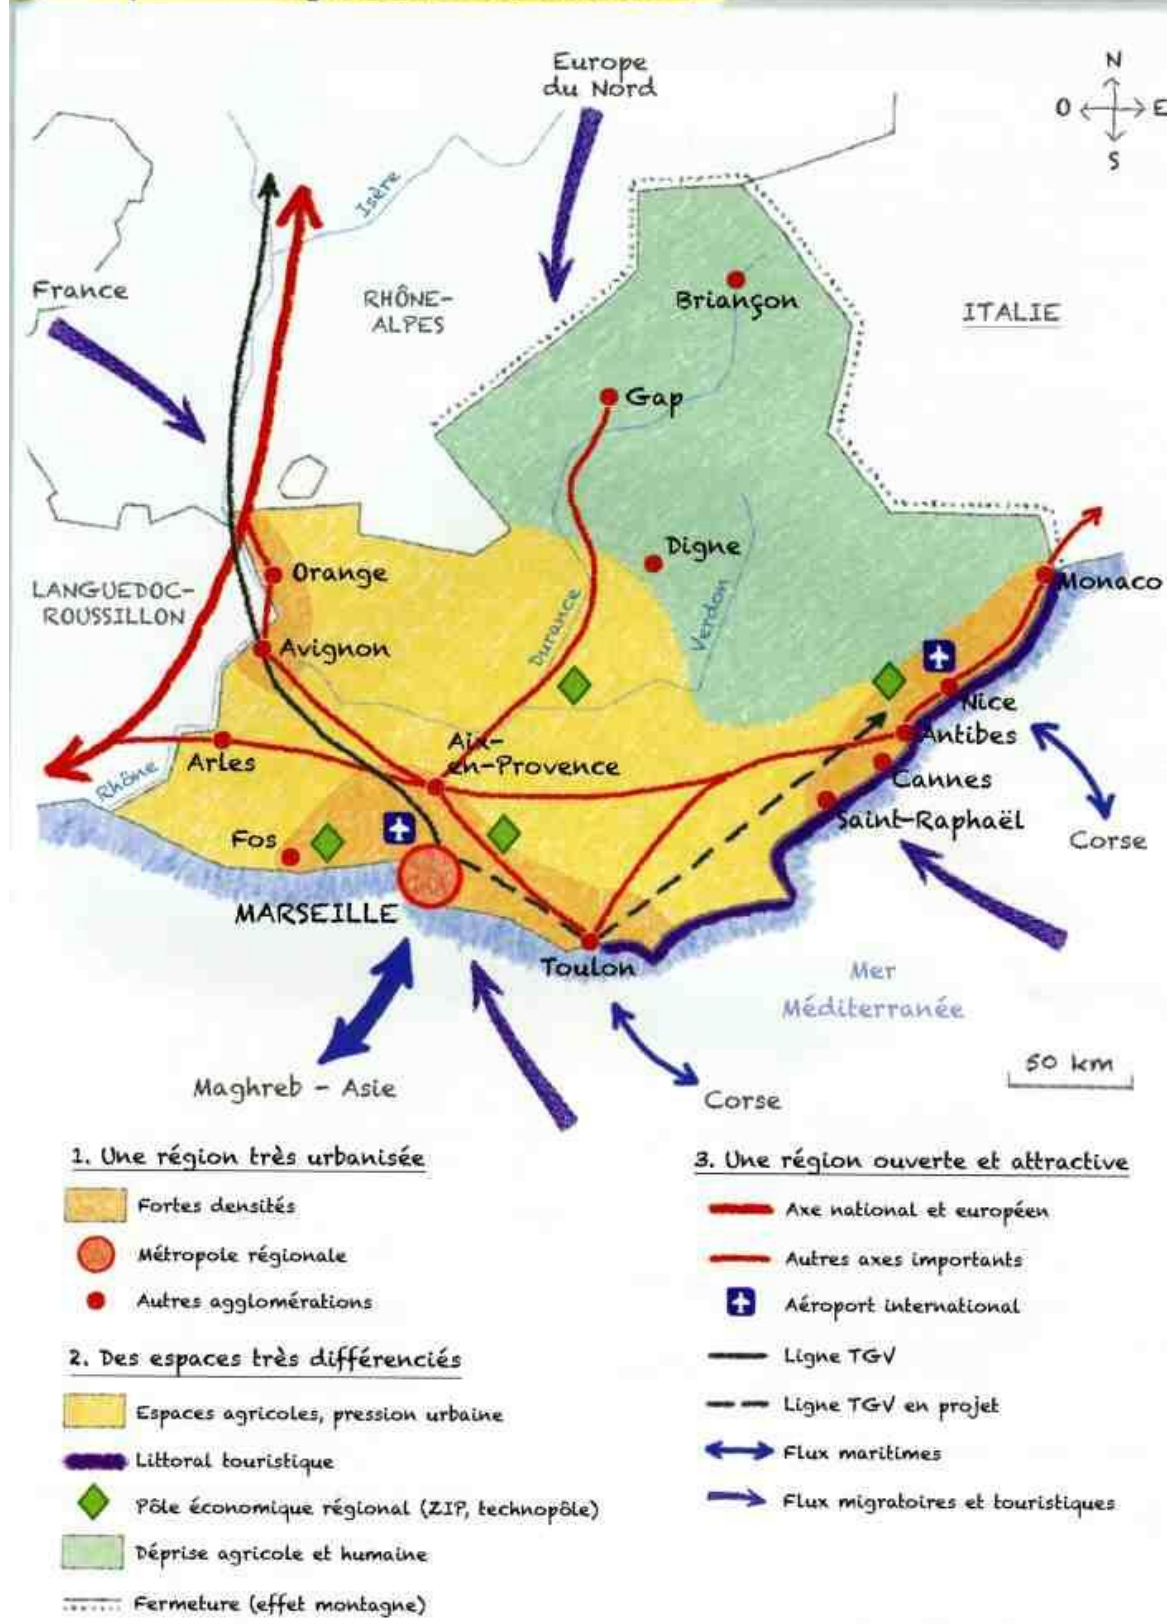 Europe
du Nord
N
O
E
S
Isère
France
RHÔNE-
ALPES
Briançon
ITALIE
Gap
Digne
Orange
LANGUEDOC-
ROUSSILLON
Monaco
Durance
Verdon
Avignon
Nice
Antibes
Arles
Aix-
en-Provence
Rhône
Cannes
Saint-Raphaël
Fos
Corse
MARSEILLE
Toulon
Mer
Méditerranée
50 km
Maghreb - Asie
Corse
1. Une région très urbanisée
Fortes densités
Métropole régionale
Autres agglomérations
2. Des espaces très différenciés
Espaces agricoles, pression urbaine
Littoral touristique
Pôle économique régional (ZIP, technopôle)
Déprise agricole et humaine
Fermeture (effet montagne)
3. Une région ouverte et attractive
Axe national et européen
Autres axes importants
Aéroport international
Ligne TGV
Ligne TGV en projet
Flux maritimes
Flux migratoires et touristiques